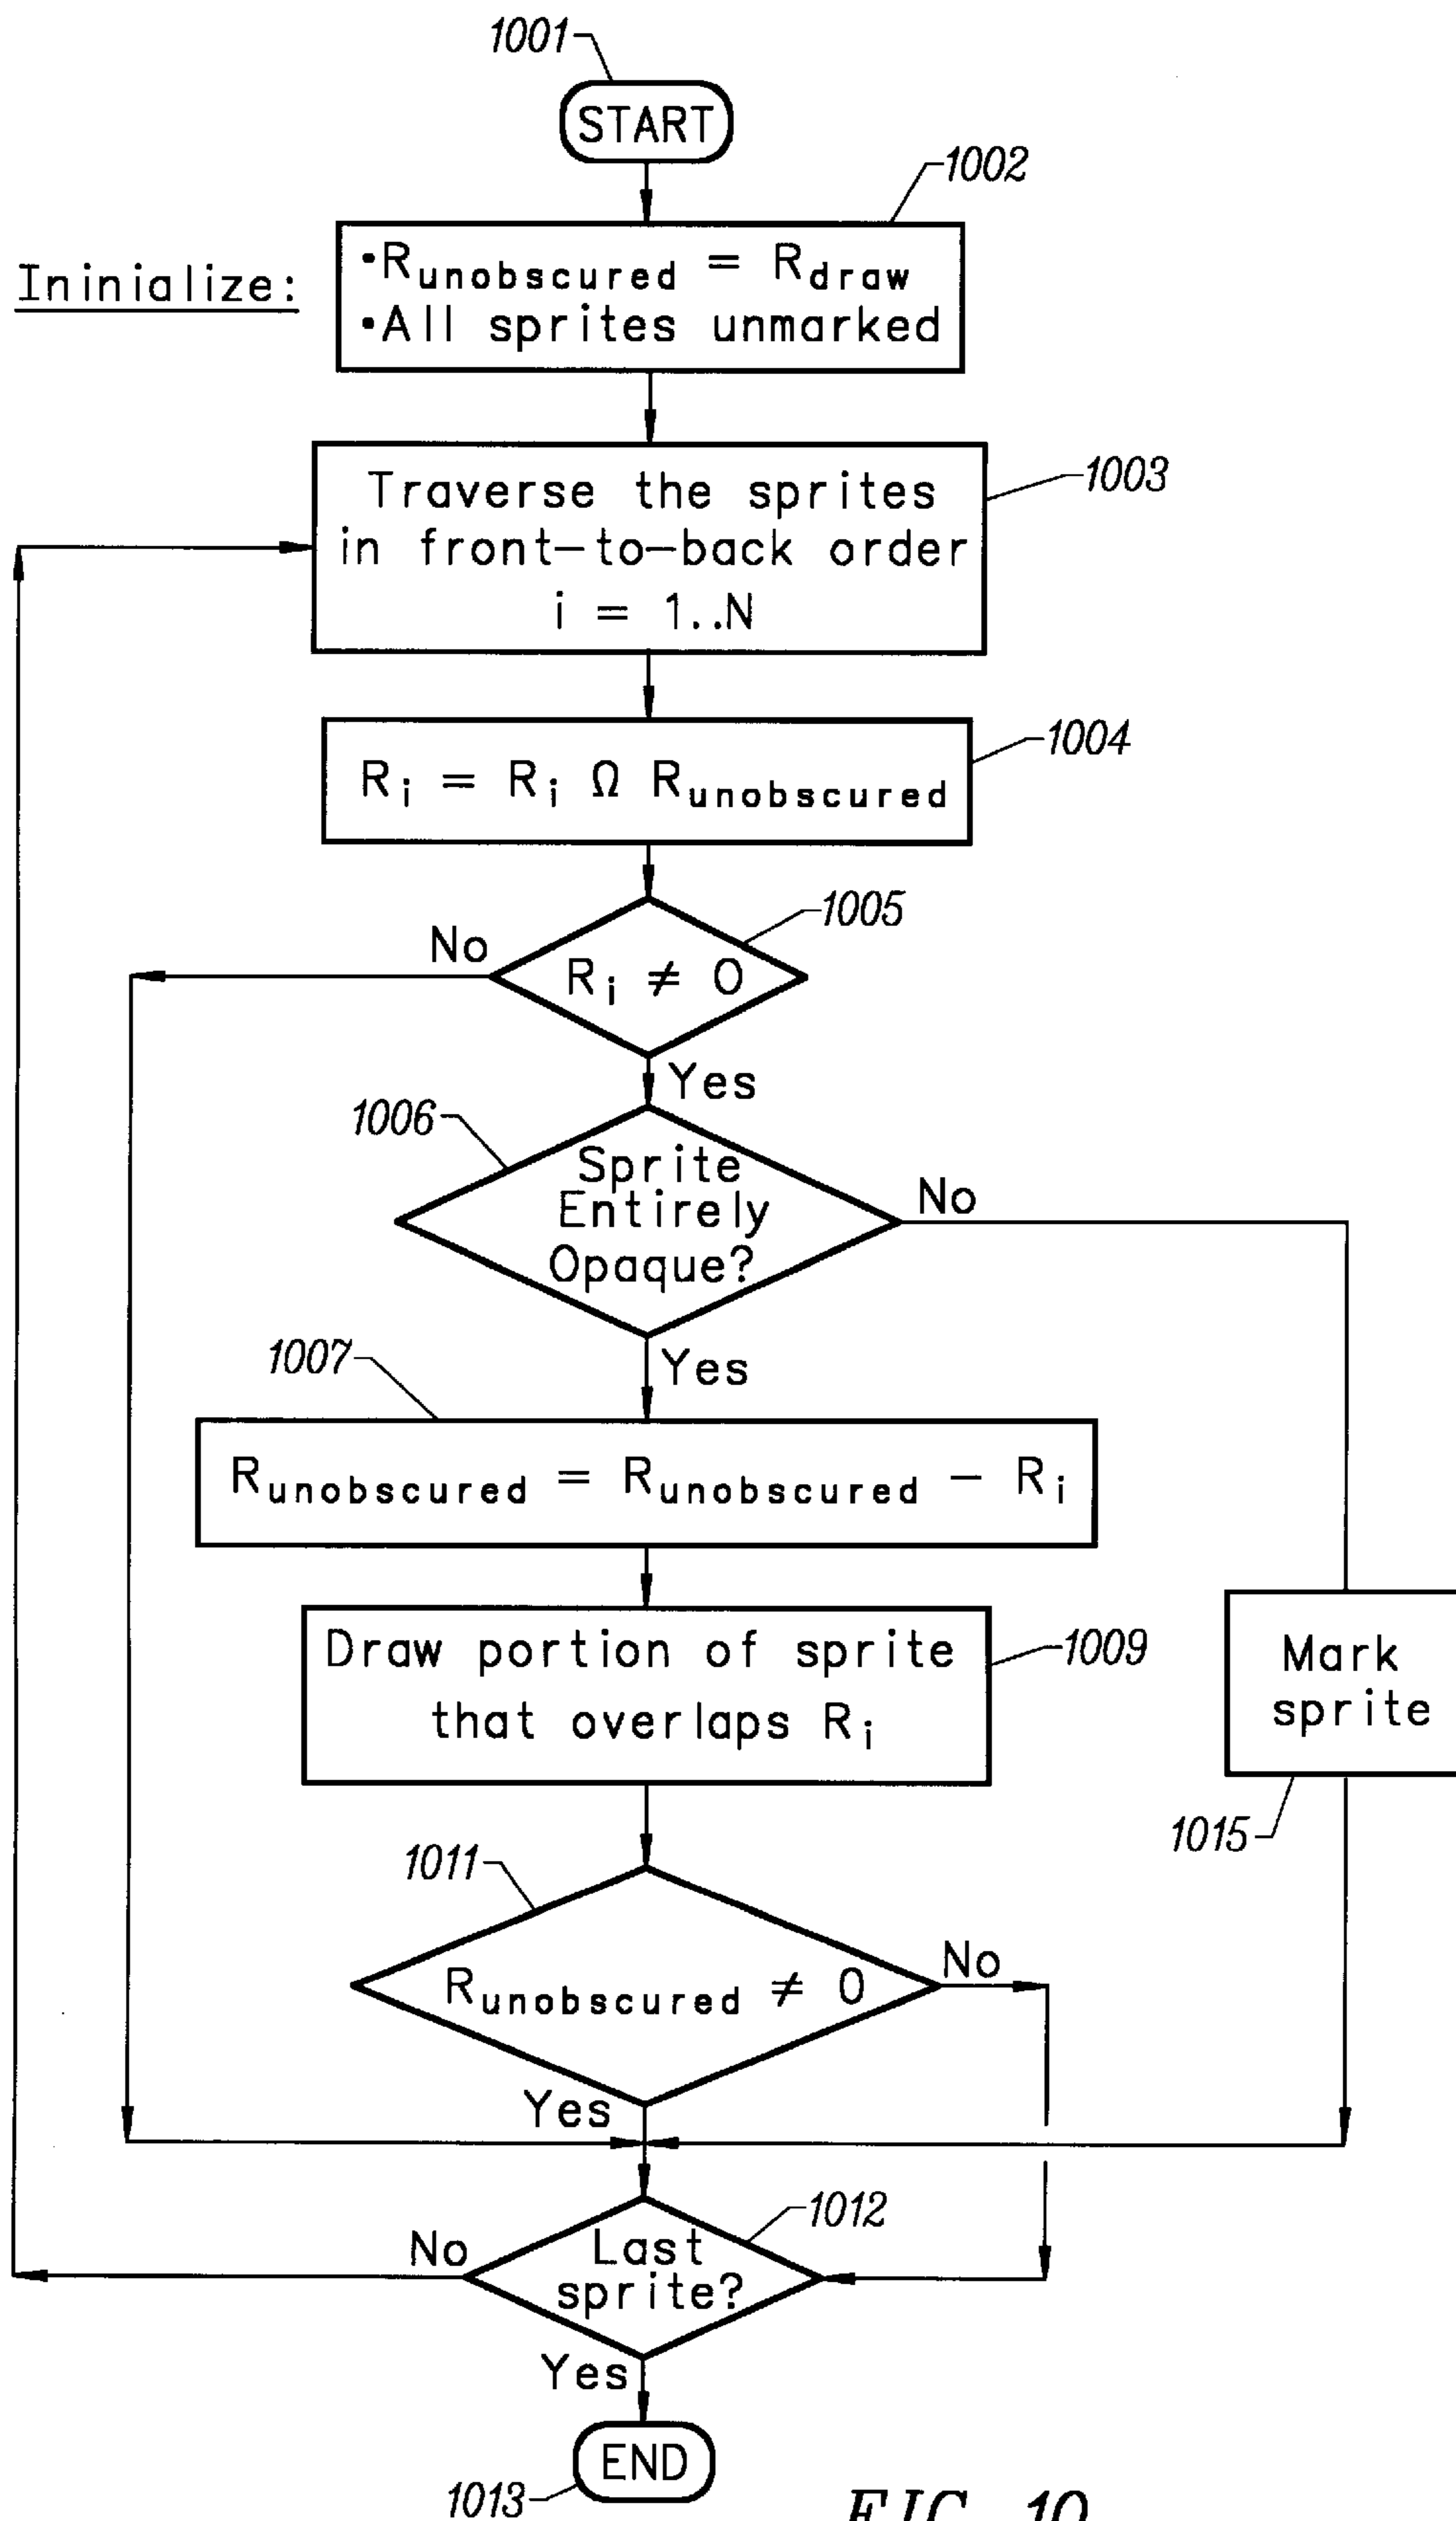 1001
START
1002
Ininialize:
•Runobscured = Rdraw
•All sprites unmarked
1003
Traverse the sprites
in front-to-back order
i = 1..N
1004
Ri = Ri Ω Runobscured
1005
No
Ri ≠ 0
Yes
1006
Sprite
Entirely
Opaque?
No
1007
Yes
Runobscured = Runobscured - Ri
1009
Draw portion of sprite
that overlaps Ri
Mark
sprite
1015
1011
Runobscured ≠ 0
No
Yes
1012
No
Last
sprite?
Yes
END
1013
FIG. 10